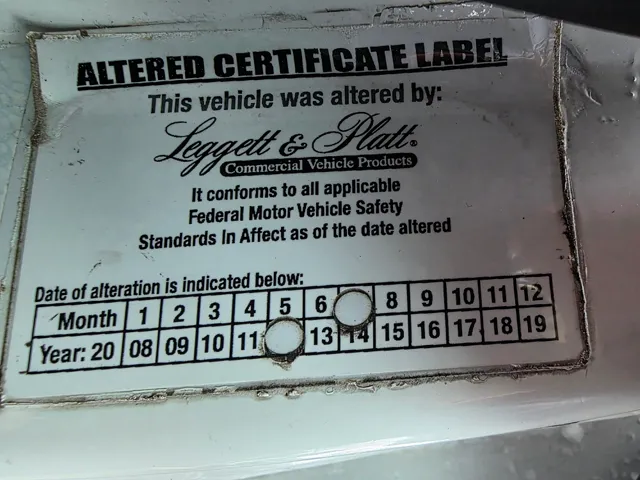 ALTERED CERTIFICATE LABEL
This vehicle was altered by:
Leggett & Platt®
Commercial Vehicle Products
It conforms to all applicable
Federal Motor Vehicle Safety
Standards In Affect as of the date altered
Date of alteration is indicated below:
Month 1 2 3 4 5 6 8 9 10 11 12
Year: 20 08 09 10 11 13 14 15 16 17 18 19